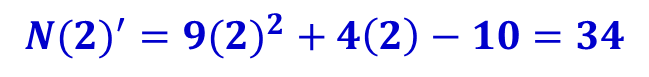 N(2)′ = 9(2)² + 4(2) − 10 = 34